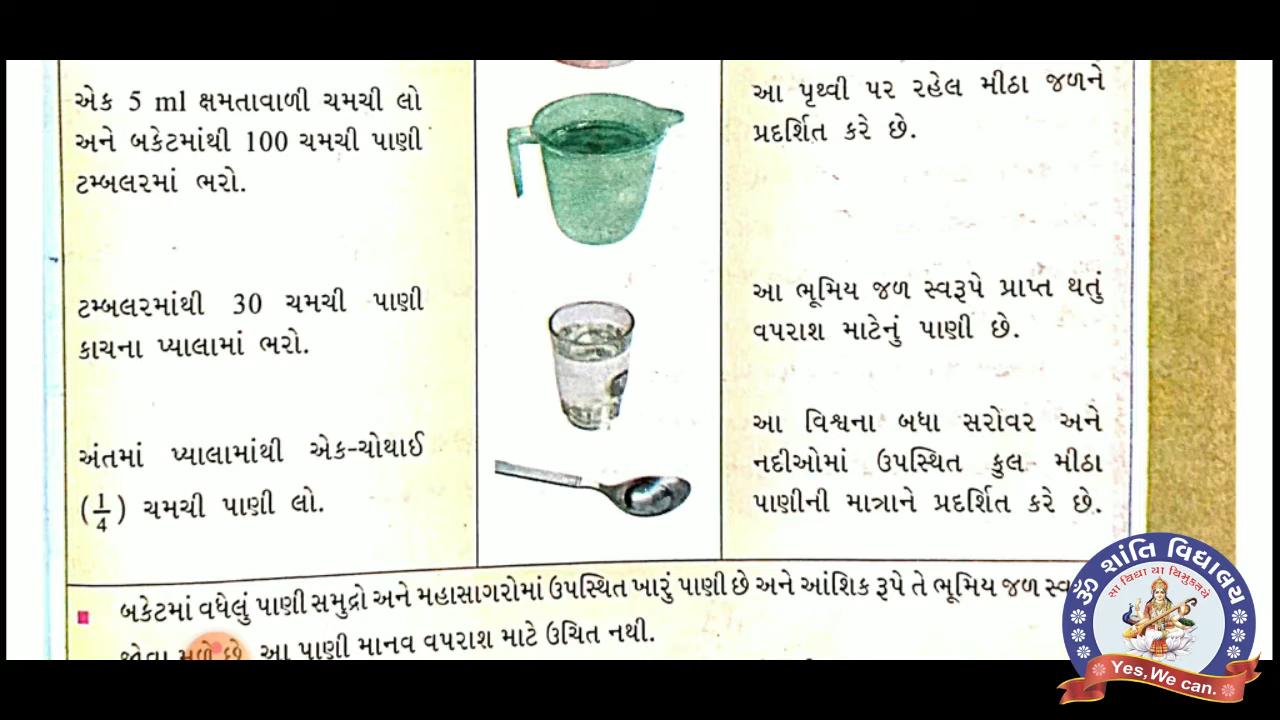 એક 5 ml ક્ષમતાવાળી ચમચી લો
અને બકેટમાંથી 100 ચમચી પાણી
ટમ્બલરમાં ભરો.
આ પૃથ્વી પર રહેલ મીઠા જળને
પ્રદર્શિત કરે છે.
ટમ્બલરમાંથી 30 ચમચી પાણી
કાચના પ્યાલામાં ભરો.
આ ભૂમિય જળ સ્વરૂપે પ્રાપ્ત થતું
વપરાશ માટેનું પાણી છે.
અંતમાં પ્યાલામાંથી એક-ચોથાઈ
(1/4) ચમચી પાણી લો.
આ વિશ્વના બધા સરોવર અને
નદીઓમાં ઉપસ્થિત કુલ મીઠા
પાણીની માત્રાને પ્રદર્શિત કરે છે.
બકેટમાં વધેલું પાણી સમુદ્રો અને મહાસાગરોમાં ઉપસ્થિત ખારું પાણી છે અને આંશિક રૂપે તે ભૂમિય જળ
જોવા મળે છે. આ પાણી માનવ વપરાશ માટે ઉચિત નથી.
ૐ શાંતિ વિદ્યાલય
સા વિદ્યા યા વિમુક્તયે
Yes, We can.